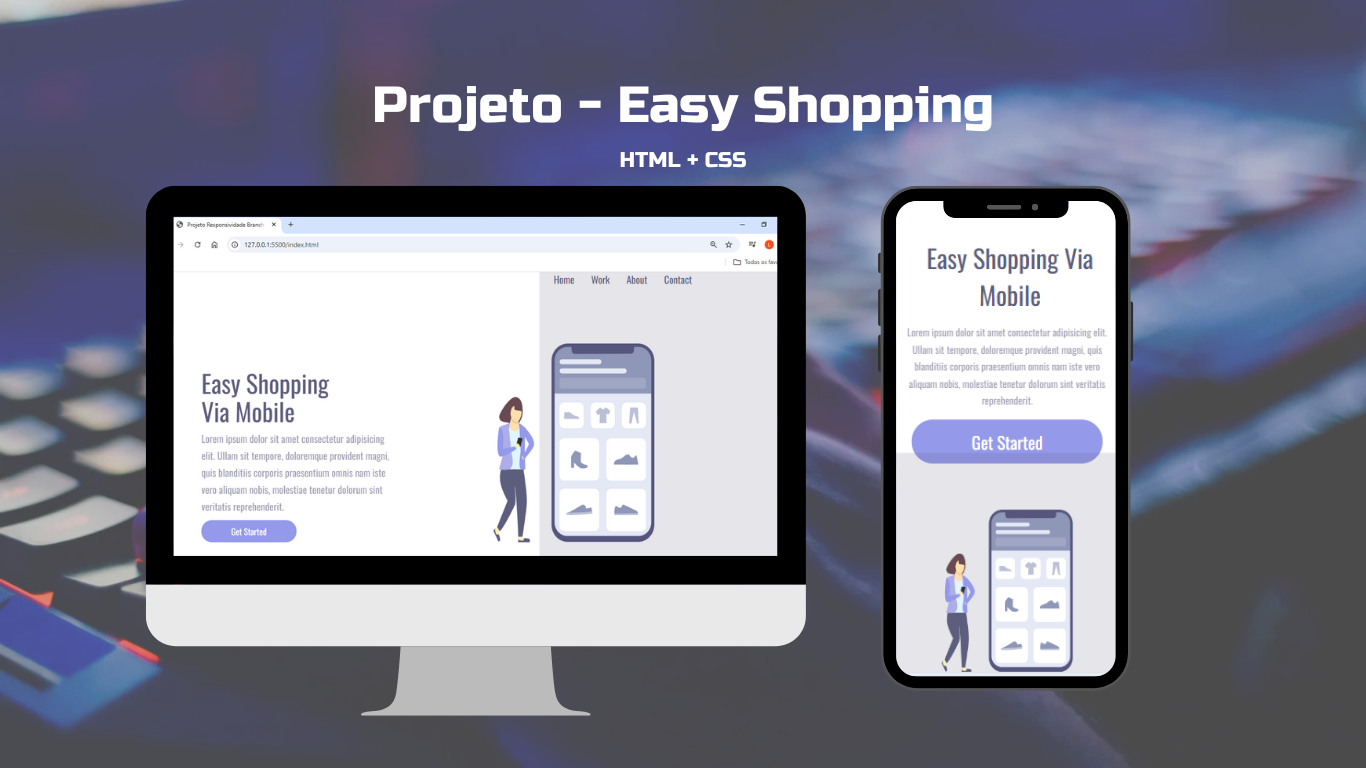 Projeto - Easy Shopping
HTML + CSS
Projeto Responsividade Branch
127.0.0.1:5500/index.html
Todos os fav
Home Work About Contact
Easy Shopping
Via Mobile
Lorem ipsum dolor sit amet consectetur adipisicing
elit. Ullam sit tempore, doloremque provident magni,
quis blanditiis corporis praesentium omnis nam iste
vero aliquam nobis, molestiae tenetur dolorum sint
veritatis reprehenderit.
Get Started
Easy Shopping Via
Mobile
Lorem ipsum dolor sit amet consectetur adipisicing elit.
Ullam sit tempore, doloremque provident magni, quis
blanditiis corporis praesentium omnis nam iste vero
aliquam nobis, molestiae tenetur dolorum sint veritatis
reprehenderit.
Get Started